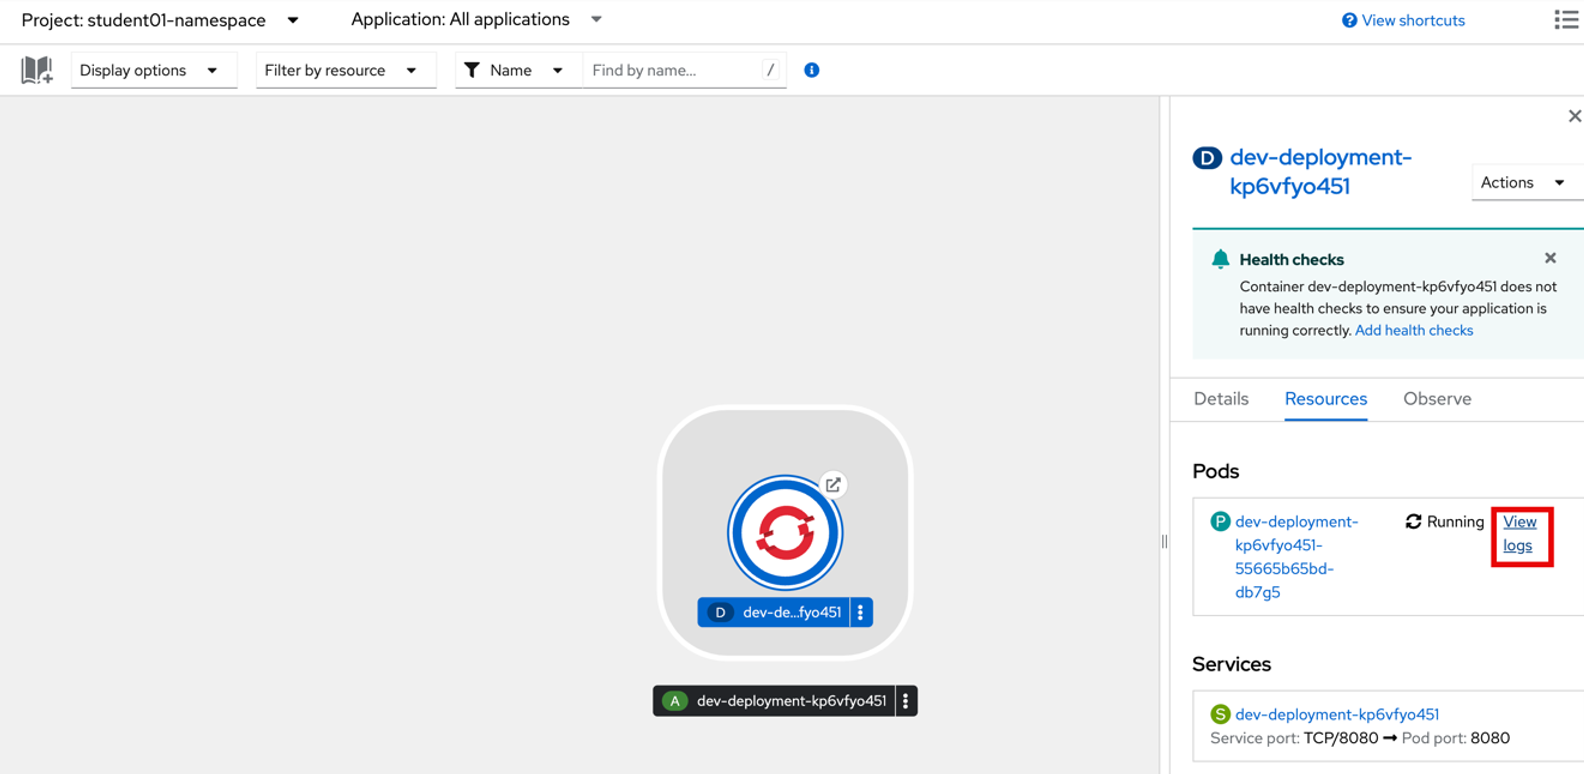 Project: student01-namespace
Application: All applications
View shortcuts
Display options
Filter by resource
Name
Find by name...
/
D dev-deployment-
kp6vfyo451
Actions
Health checks
Container dev-deployment-kp6vfyo451 does not
have health checks to ensure your application is
running correctly. Add health checks
Details
Resources
Observe
Pods
P dev-deployment-
kp6vfyo451-
55665b65bd-
db7g5
Running
View
logs
Services
S dev-deployment-kp6vfyo451
Service port: TCP/8080 → Pod port: 8080
D dev-de...fyo451
A dev-deployment-kp6vfyo451